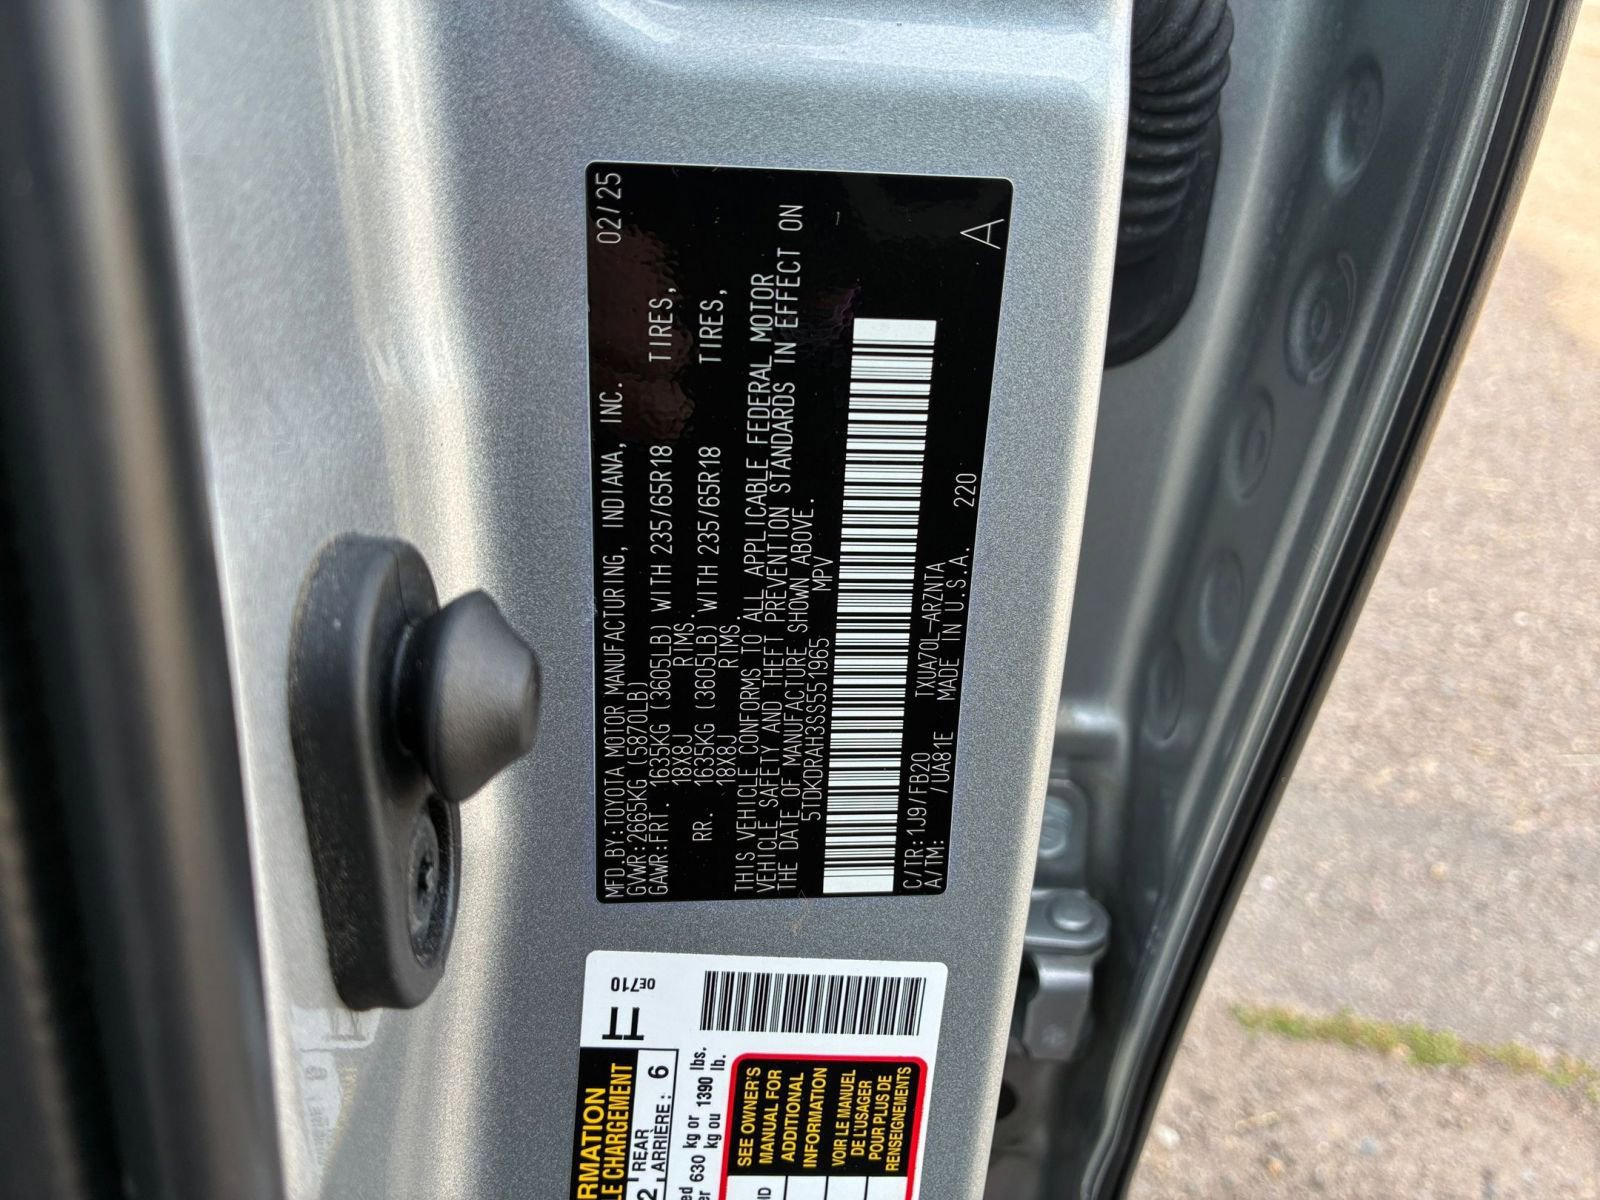 02/25
MFD.BY:TOYOTA MOTOR MANUFACTURING, INDIANA, INC.
GVWR:2665KG (5870LB)
GAWR:FRT. 1635KG (3605LB) WITH 235/65R18 TIRES,
18X8J RIMS.
RR. 1635KG (3605LB) WITH 235/65R18 TIRES,
18X8J RIMS.
THIS VEHICLE CONFORMS TO ALL APPLICABLE FEDERAL MOTOR
VEHICLE SAFETY AND THEFT PREVENTION STANDARDS IN EFFECT ON
THE DATE OF MANUFACTURE SHOWN ABOVE.
5TDKDRAH3SS551965 MPV
C/TR:1J9/FB20 TXUA70L-ARZNTA 220
A/TM: /UA81E MADE IN U.S.A.
A
0E710
RMATION
LE CHARGEMENT
2 REAR
ARRIÈRE: 6
630 kg or 1390 lbs.
kg ou lb.
SEE OWNER'S
MANUAL FOR
ADDITIONAL
INFORMATION
VOIR LE MANUEL
DE L'USAGER
POUR PLUS DE
RENSEIGNEMENTS